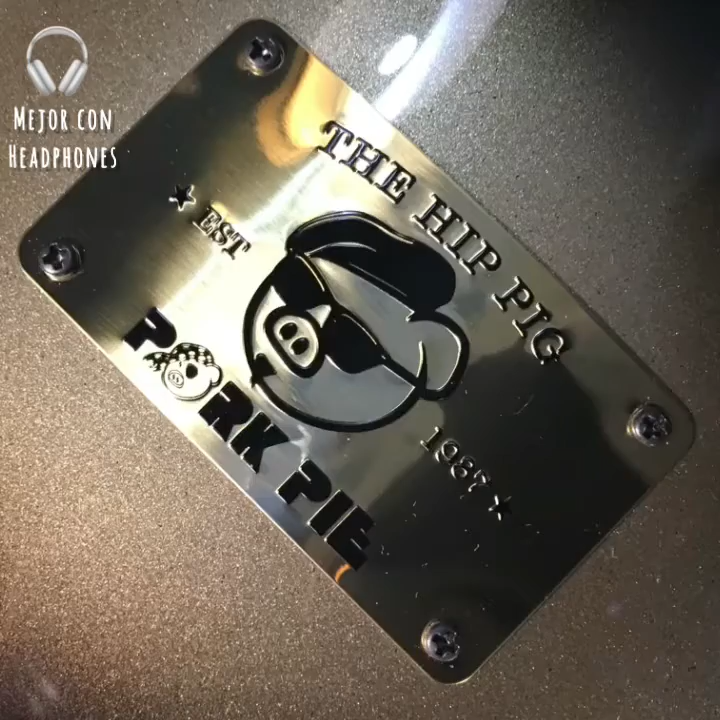 MEJOR CON
HEADPHONES
THE HIP PIG
★ EST
1987 ★
PORK PIE